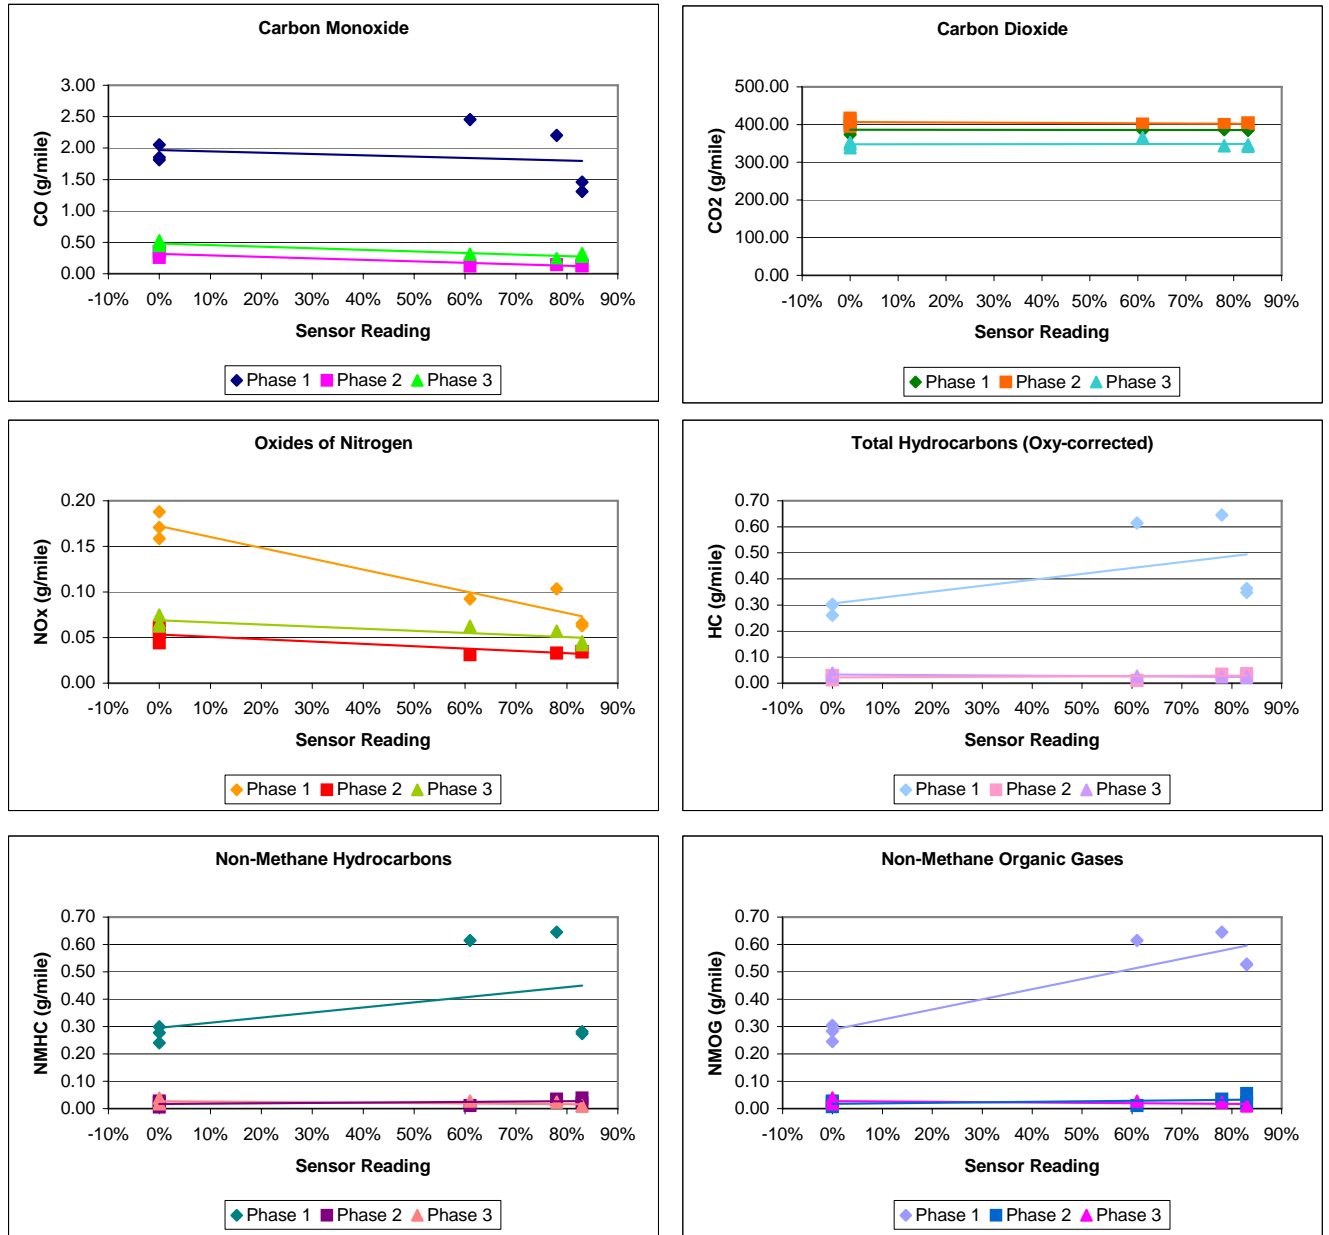 Carbon Monoxide
CO (g/mile)
3.00
2.50
2.00
1.50
1.00
0.50
0.00
-10% 0% 10% 20% 30% 40% 50% 60% 70% 80% 90%
Sensor Reading
Phase 1 Phase 2 Phase 3
Carbon Dioxide
CO2 (g/mile)
500.00
400.00
300.00
200.00
100.00
0.00
-10% 0% 10% 20% 30% 40% 50% 60% 70% 80% 90%
Sensor Reading
Phase 1 Phase 2 Phase 3
Oxides of Nitrogen
NOx (g/mile)
0.20
0.15
0.10
0.05
0.00
-10% 0% 10% 20% 30% 40% 50% 60% 70% 80% 90%
Sensor Reading
Phase 1 Phase 2 Phase 3
Total Hydrocarbons (Oxy-corrected)
HC (g/mile)
0.70
0.60
0.50
0.40
0.30
0.20
0.10
0.00
-10% 0% 10% 20% 30% 40% 50% 60% 70% 80% 90%
Sensor Reading
Phase 1 Phase 2 Phase 3
Non-Methane Hydrocarbons
NMHC (g/mile)
0.70
0.60
0.50
0.40
0.30
0.20
0.10
0.00
-10% 0% 10% 20% 30% 40% 50% 60% 70% 80% 90%
Sensor Reading
Phase 1 Phase 2 Phase 3
Non-Methane Organic Gases
NMOG (g/mile)
0.70
0.60
0.50
0.40
0.30
0.20
0.10
0.00
-10% 0% 10% 20% 30% 40% 50% 60% 70% 80% 90%
Sensor Reading
Phase 1 Phase 2 Phase 3